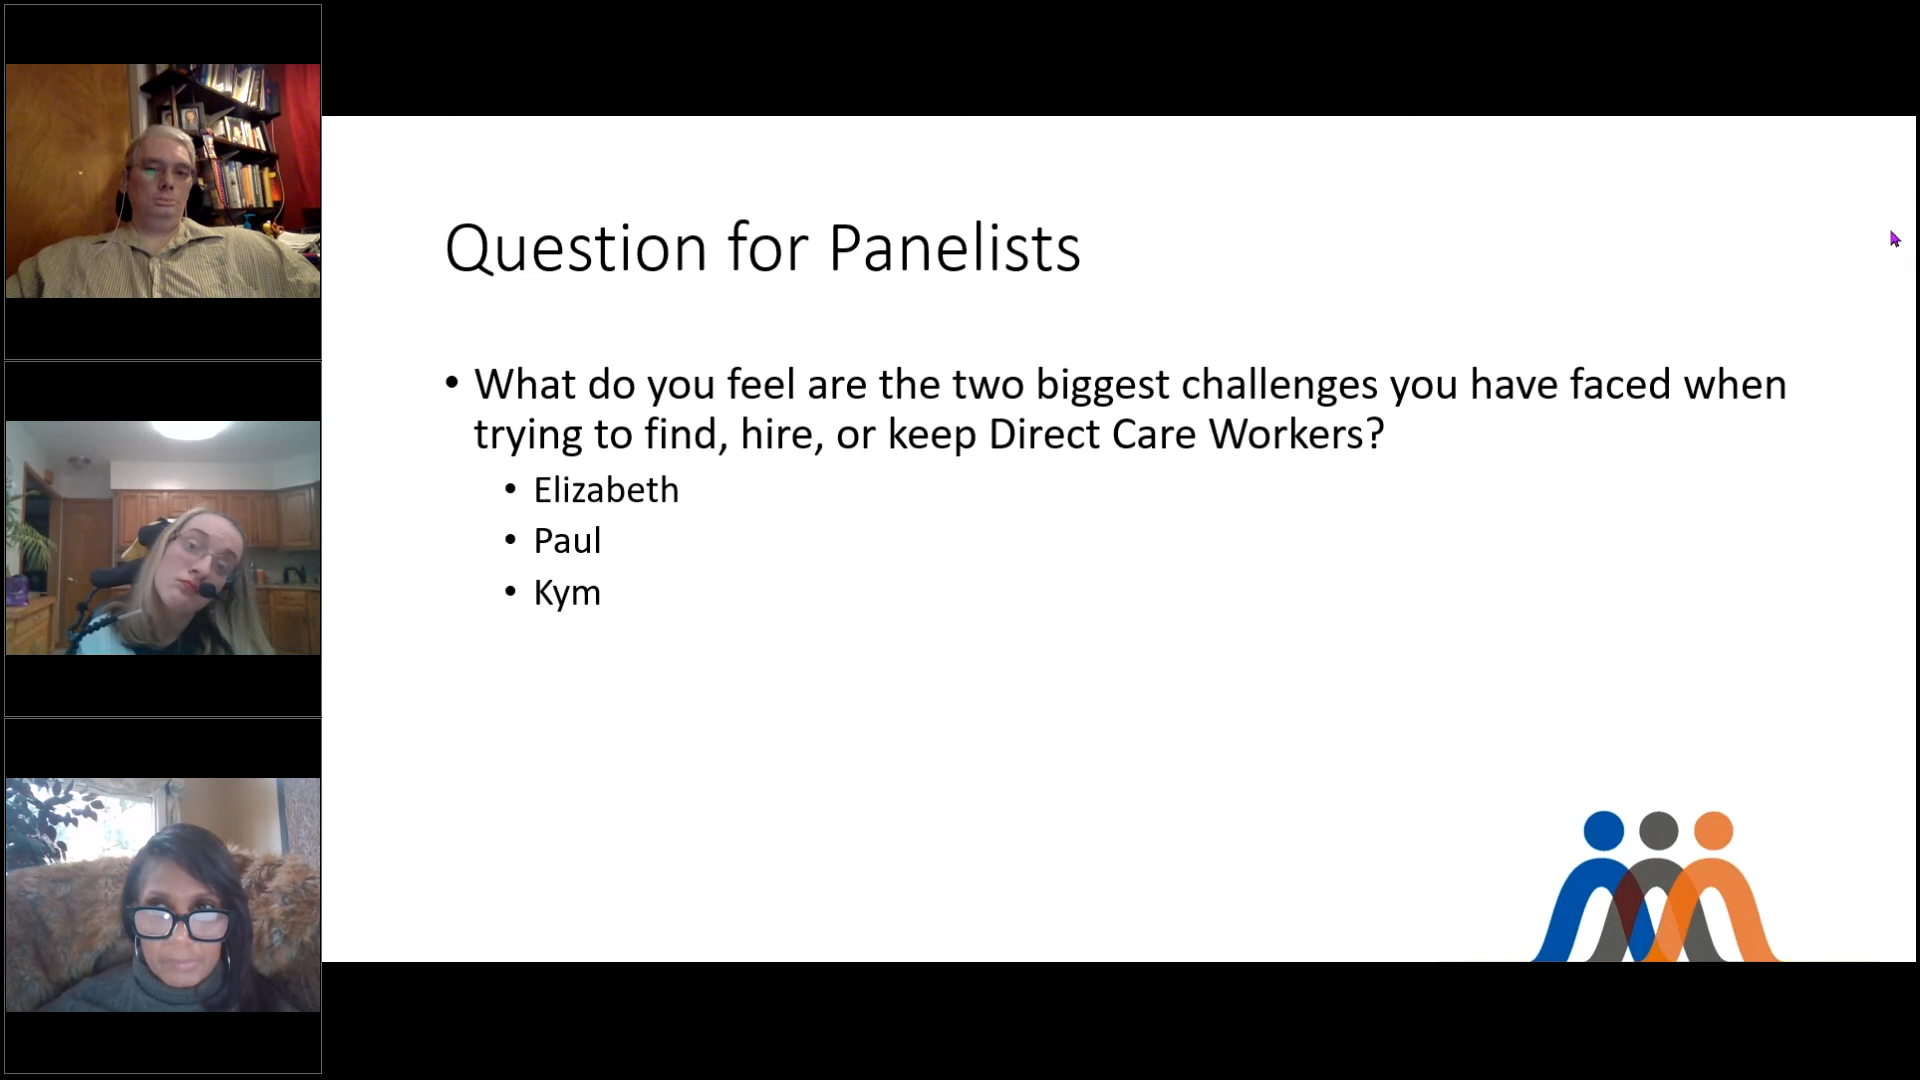 Question for Panelists
• What do you feel are the two biggest challenges you have faced when
trying to find, hire, or keep Direct Care Workers?
• Elizabeth
• Paul
• Kym